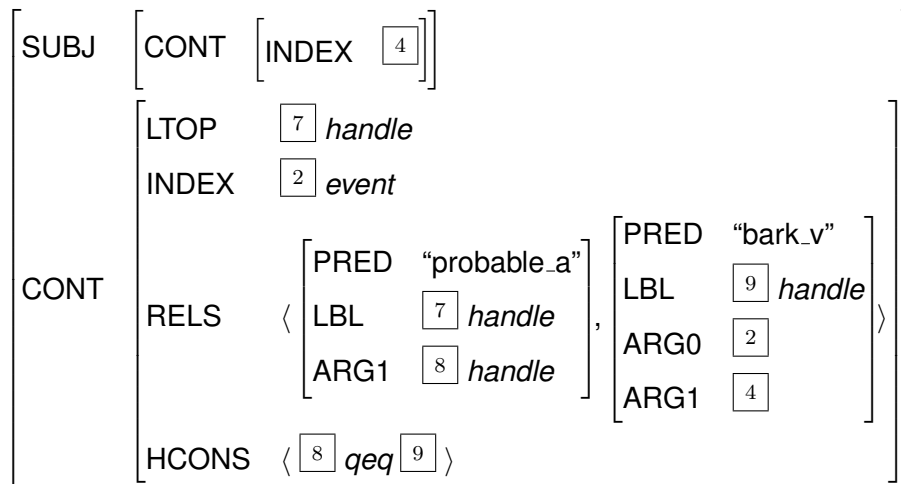 SUBJ [CONT [INDEX 4]]
CONT
LTOP 7 handle
INDEX 2 event
RELS ⟨ [PRED “probable_a” LBL 7 handle ARG1 8 handle], [PRED “bark_v” LBL 9 handle ARG0 2 ARG1 4] ⟩
HCONS ⟨ 8 qeq 9 ⟩